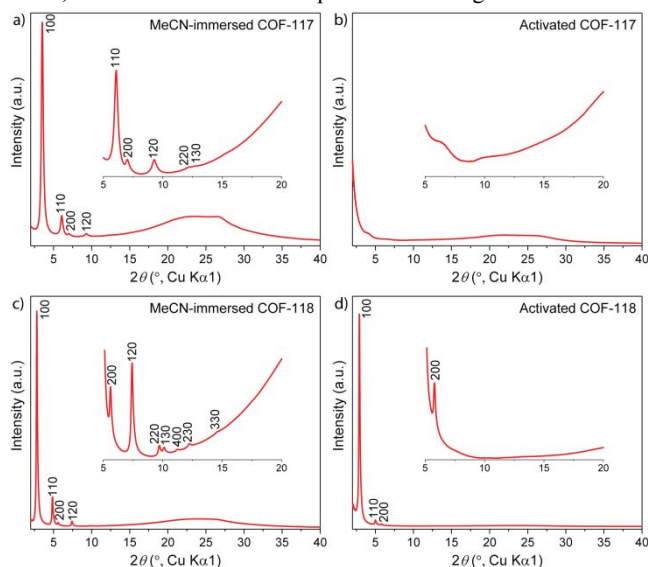 a) MeCN-immersed COF-117
100
110
200
120
110
200
120
220
130
5 10 15 20
Intensity (a.u.)
5 10 15 20 25 30 35 40
2θ (°, Cu Kα1)
b) Activated COF-117
5 10 15 20
Intensity (a.u.)
5 10 15 20 25 30 35 40
2θ (°, Cu Kα1)
c) MeCN-immersed COF-118
100
110
200
120
200
120
220
130
400
230
330
5 10 15 20
Intensity (a.u.)
5 10 15 20 25 30 35 40
2θ (°, Cu Kα1)
d) Activated COF-118
100
110
200
200
5 10 15 20
Intensity (a.u.)
5 10 15 20 25 30 35 40
2θ (°, Cu Kα1)